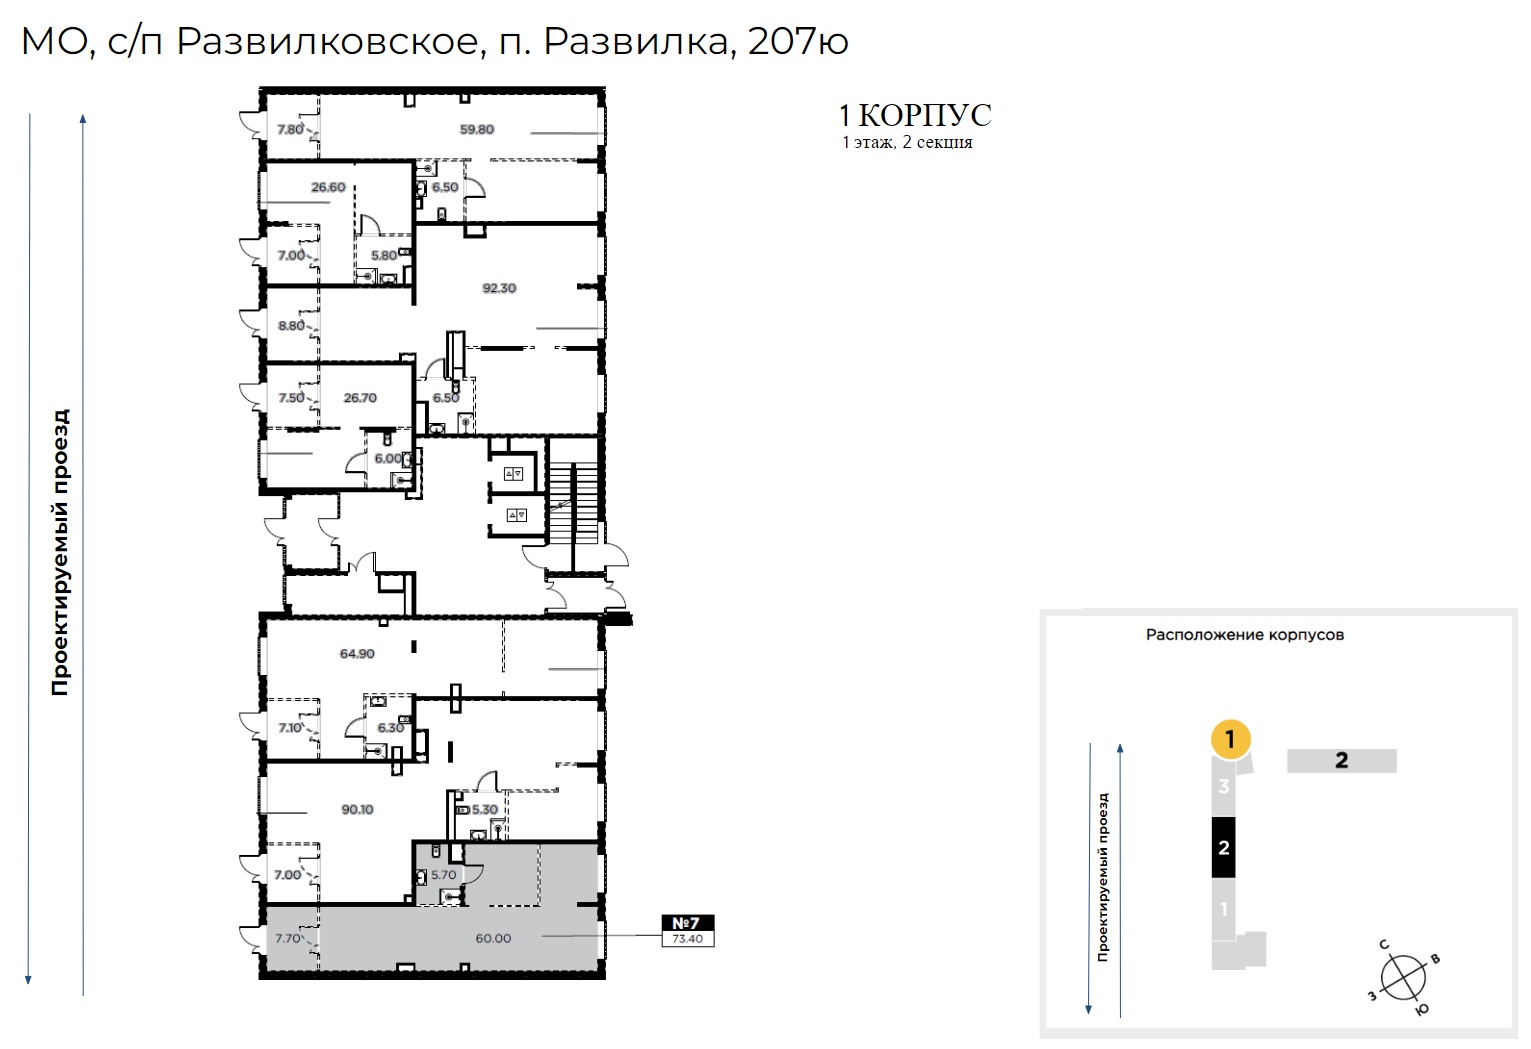 МО, с/п Развилковское, п. Развилка, 207ю
1 КОРПУС
1 этаж, 2 секция
Проектируемый проезд
7.80
59.80
26.60
6.50
7.00
5.80
92.30
8.80
7.50
26.70
6.50
6.00
64.90
7.10
6.30
90.10
5.30
7.00
5.70
7.70
60.00
№7
73.40
Расположение корпусов
1
2
3
2
1
Проектируемый проезд
С
В
З
Ю